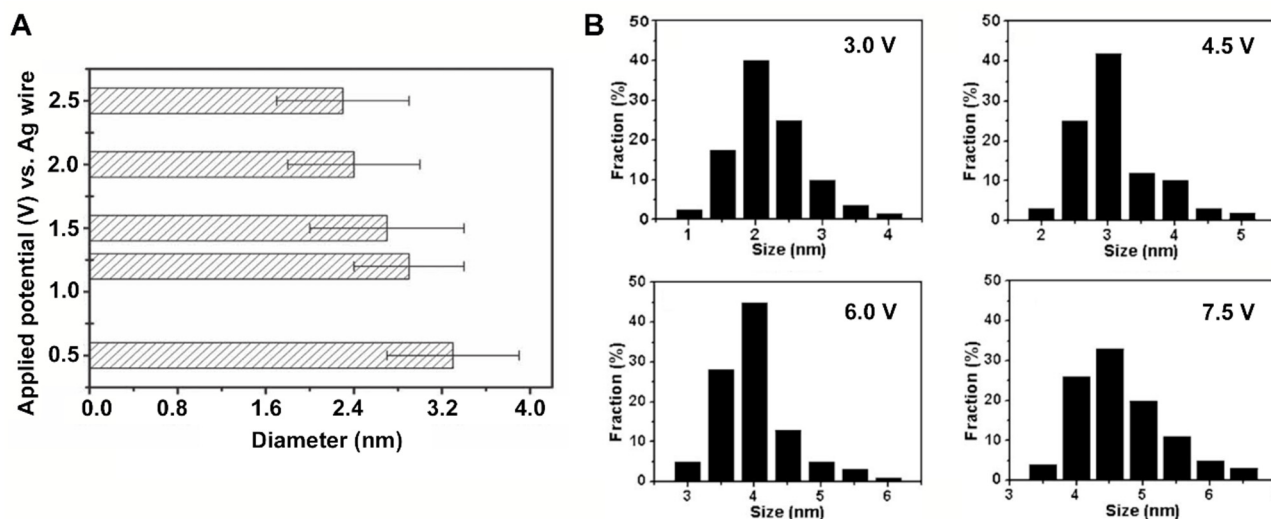 A
Applied potential (V) vs. Ag wire
2.5
2.0
1.5
1.0
0.5
0.0 0.8 1.6 2.4 3.2 4.0
Diameter (nm)
B
3.0 V
Fraction (%)
50
40
30
20
10
0
1 2 3 4
Size (nm)
4.5 V
Fraction (%)
50
40
30
20
10
0
2 3 4 5
Size (nm)
6.0 V
Fraction (%)
50
40
30
20
10
0
3 4 5 6
Size (nm)
7.5 V
Fraction (%)
50
40
30
20
10
0
3 4 5 6
Size (nm)